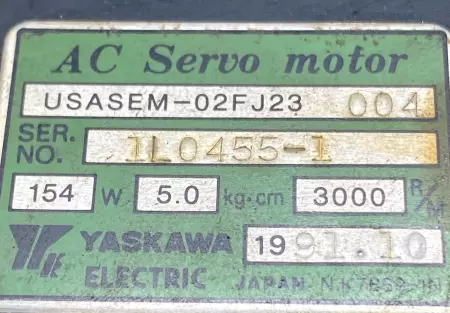 AC Servo motor
USASEM-02FJ23 004
SER. NO. 1L0455-1
154 W 5.0 kg·cm 3000 R/M
YASKAWA 1991.10
ELECTRIC JAPAN